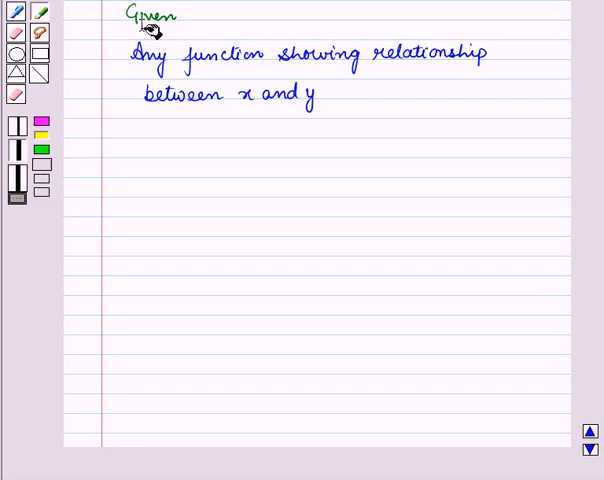 Given
Any function showing relationship
between x and y